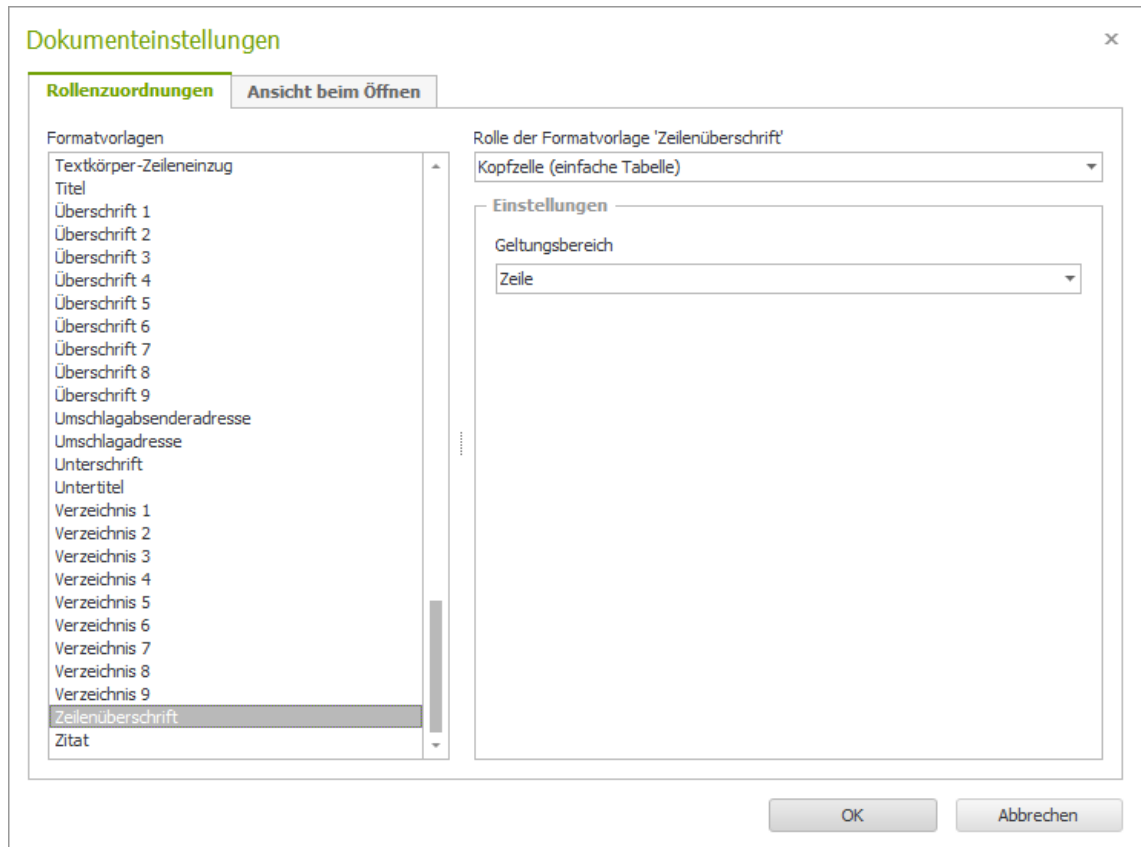 Dokumenteinstellungen
Rollenzuordnungen
Ansicht beim Öffnen
Formatvorlagen
Textkörper-Zeileneinzug
Titel
Überschrift 1
Überschrift 2
Überschrift 3
Überschrift 4
Überschrift 5
Überschrift 6
Überschrift 7
Überschrift 8
Überschrift 9
Umschlagabsenderadresse
Umschlagadresse
Unterschrift
Untertitel
Verzeichnis 1
Verzeichnis 2
Verzeichnis 3
Verzeichnis 4
Verzeichnis 5
Verzeichnis 6
Verzeichnis 7
Verzeichnis 8
Verzeichnis 9
Zeilenüberschrift
Zitat
Rolle der Formatvorlage 'Zeilenüberschrift'
Kopfzelle (einfache Tabelle)
Einstellungen
Geltungsbereich
Zeile
OK
Abbrechen